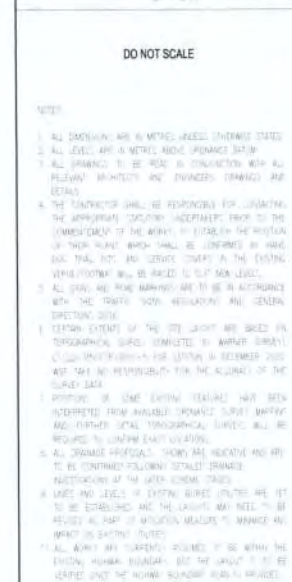 DO NOT SCALE
NOTES
1. ALL DIMENSIONS ARE IN METRES UNLESS OTHERWISE STATED
2. ALL LEVELS ARE IN METRES ABOVE ORDNANCE DATUM
3. ALL DRAWINGS TO BE READ IN CONJUNCTION WITH ALL
RELEVANT ARCHITECTS AND ENGINEERS DRAWINGS AND
DETAILS
4. THE CONTRACTOR SHALL BE RESPONSIBLE FOR CONTACTING
THE APPROPRIATE STATUTORY UNDERTAKERS PRIOR TO THE
COMMENCEMENT OF THE WORKS TO ESTABLISH THE POSITION
OF THEIR PLANT WHICH SHALL BE CONFIRMED BY HAND
DUG TRIAL PITS AND SERVICE COVERS IN THE EXISTING
VERGE/FOOTWAY WILL BE RAISED TO SUIT NEW LEVELS.
5. ALL SIGNS AND ROAD MARKINGS ARE TO BE IN ACCORDANCE
WITH THE TRAFFIC SIGNS REGULATIONS AND GENERAL
DIRECTIONS 2016
6. CERTAIN EXTENTS OF THE SITE LAYOUT ARE BASED ON
TOPOGRAPHICAL SURVEY COMPLETED BY WARNER SURVEYS
FOR IN DECEMBER
WSP TAKE NO RESPONSIBILITY FOR THE ACCURACY OF THE
SURVEY DATA
7. POSITIONS OF SOME EXISTING FEATURES HAVE BEEN
INTERPRETED FROM AVAILABLE ORDNANCE SURVEY MAPPING
AND FURTHER DETAIL TOPOGRAPHICAL SURVEYS WILL BE
REQUIRED TO CONFIRM EXACT LOCATIONS.
8. ALL DRAINAGE PROPOSALS SHOWN ARE INDICATIVE AND ARE
TO BE CONFIRMED FOLLOWING DETAILED DRAINAGE
INVESTIGATIONS AT THE LATER SCHEME STAGES.
LINES AND LEVELS OF EXISTING BURIED UTILITIES ARE YET
TO BE ESTABLISHED AND THE LAYOUTS MAY NEED TO BE
REVISED AS PART OF MITIGATION MEASURE TO MINIMISE ANY
IMPACT ON EXISTING UTILITIES
ALL WORKS ARE CURRENTLY ASSUMED TO BE WITHIN THE
EXISTING HIGHWAY BOUNDARY, BUT THE LAYOUT IS TO BE
VERIFIED ONCE THE HIGHWAY BOUNDARY PLAN IS PROVIDED